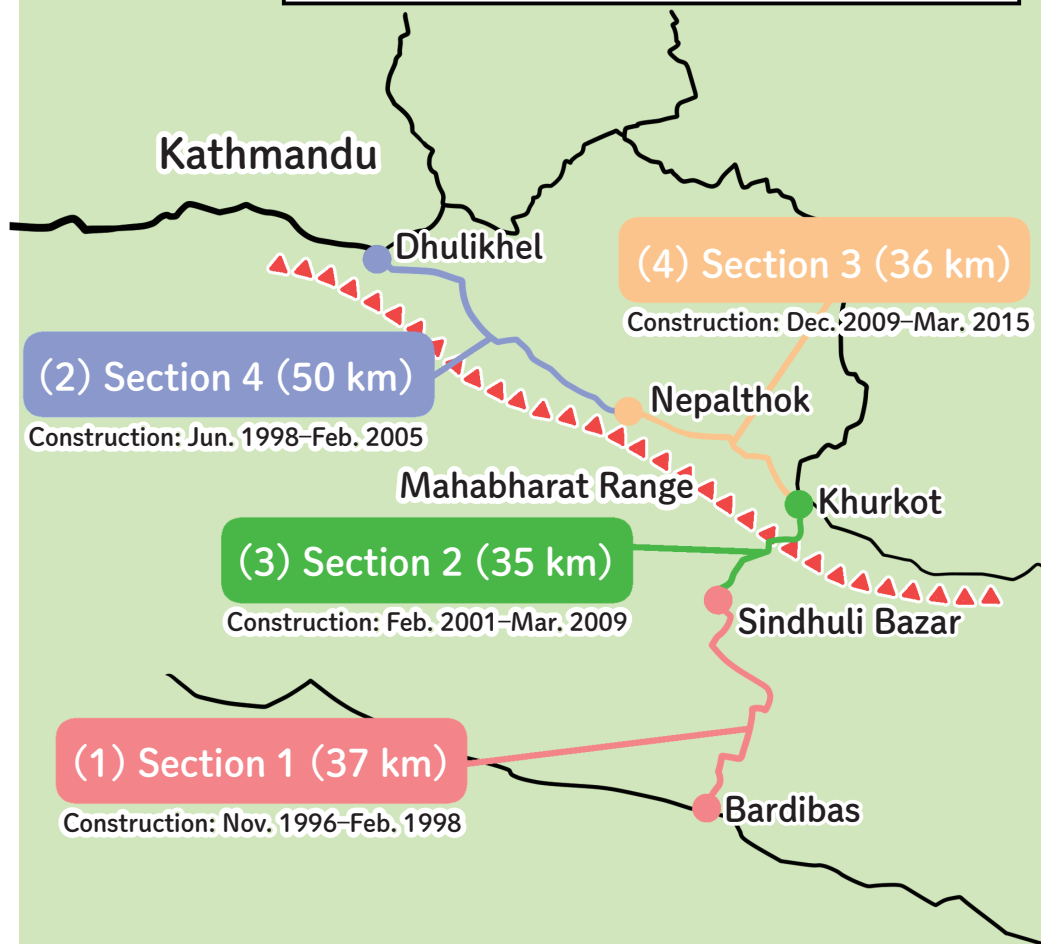 Kathmandu
Dhulikhel
(4) Section 3 (36 km)
Construction: Dec. 2009–Mar. 2015
(2) Section 4 (50 km)
Construction: Jun. 1998–Feb. 2005
Nepalthok
Mahabharat Range
Khurkot
(3) Section 2 (35 km)
Construction: Feb. 2001–Mar. 2009
Sindhuli Bazar
(1) Section 1 (37 km)
Construction: Nov. 1996–Feb. 1998
Bardibas